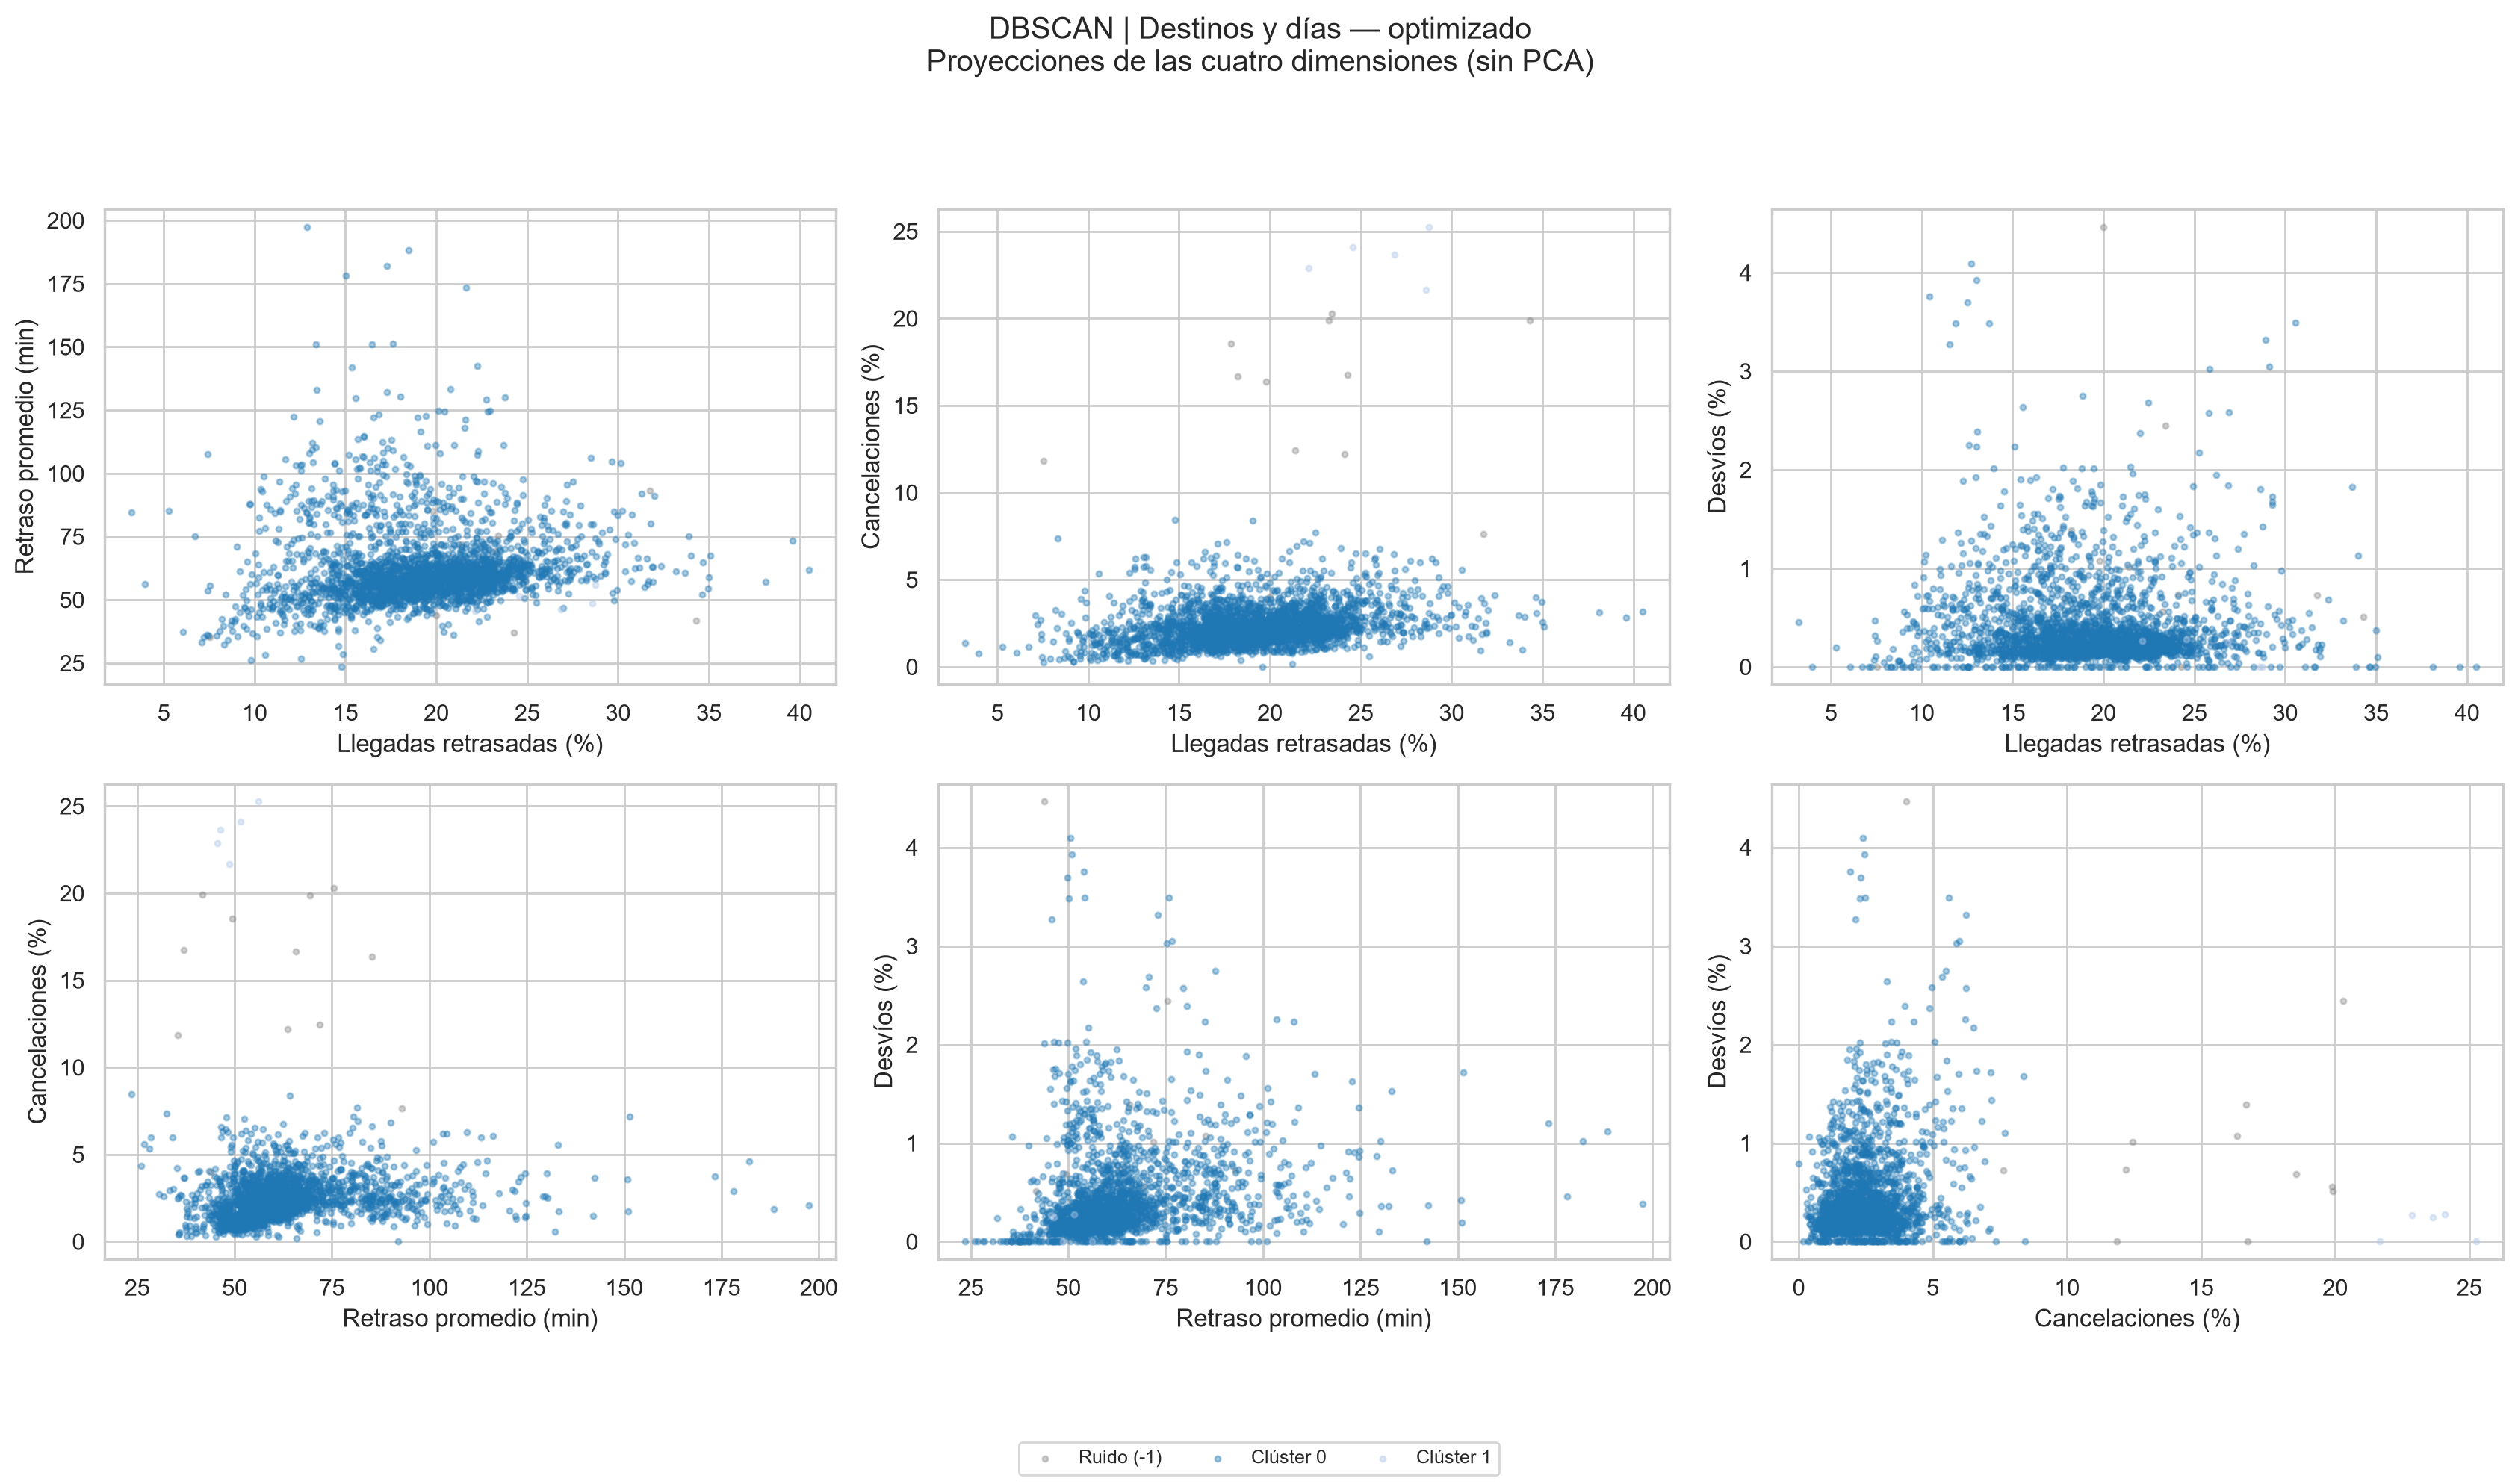 DBSCAN | Destinos y días — optimizado
Proyecciones de las cuatro dimensiones (sin PCA)
200
175
150
125
100
75
50
25
Retraso promedio (min)
5 10 15 20 25 30 35 40
Llegadas retrasadas (%)
25
20
15
10
5
0
Cancelaciones (%)
5 10 15 20 25 30 35 40
Llegadas retrasadas (%)
4
3
2
1
0
Desvíos (%)
5 10 15 20 25 30 35 40
Llegadas retrasadas (%)
25
20
15
10
5
0
Cancelaciones (%)
25 50 75 100 125 150 175 200
Retraso promedio (min)
4
3
2
1
0
Desvíos (%)
25 50 75 100 125 150 175 200
Retraso promedio (min)
4
3
2
1
0
Desvíos (%)
0 5 10 15 20 25
Cancelaciones (%)
Ruido (-1) Clúster 0 Clúster 1